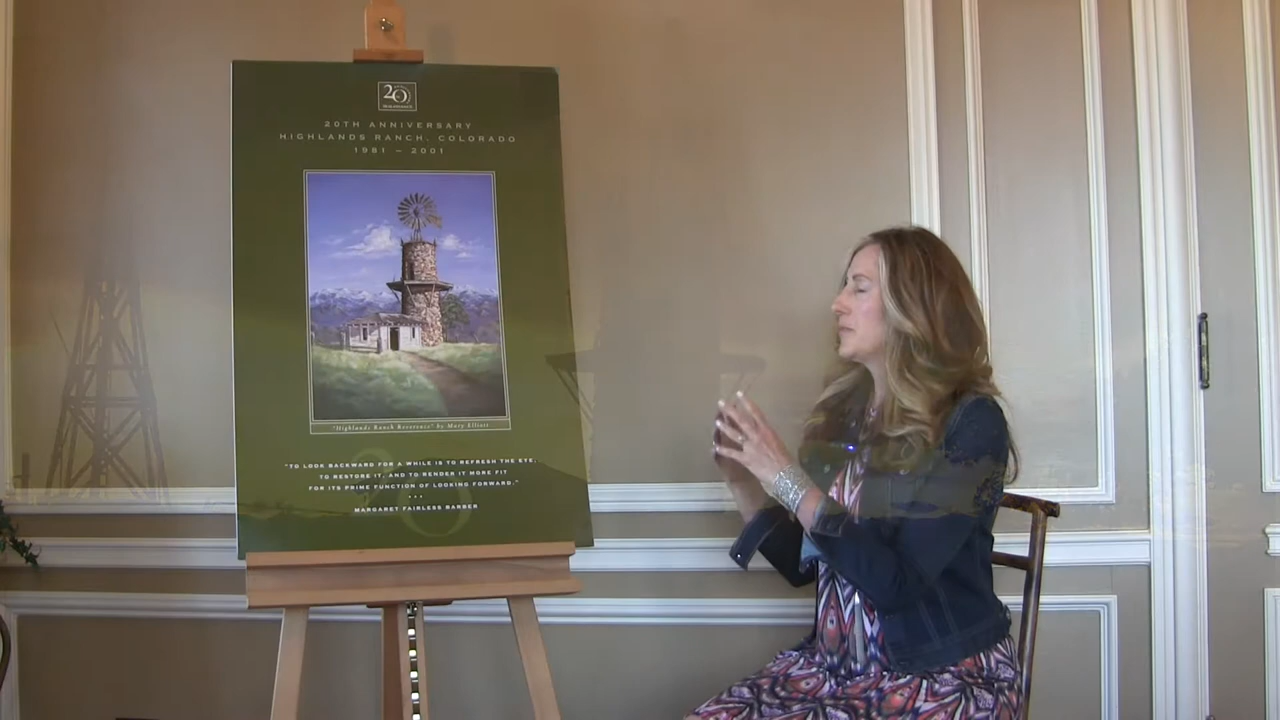 20
20TH ANNIVERSARY
HIGHLANDS RANCH, COLORADO
1981 – 2001
"Highlands Ranch Reverence" by Mary Elliott
"TO LOOK BACKWARD FOR A WHILE IS TO REFRESH THE EYE,
TO RESTORE IT, AND TO RENDER IT MORE FIT
FOR ITS PRIME FUNCTION OF LOOKING FORWARD."
MARGARET FAIRLESS BARBER